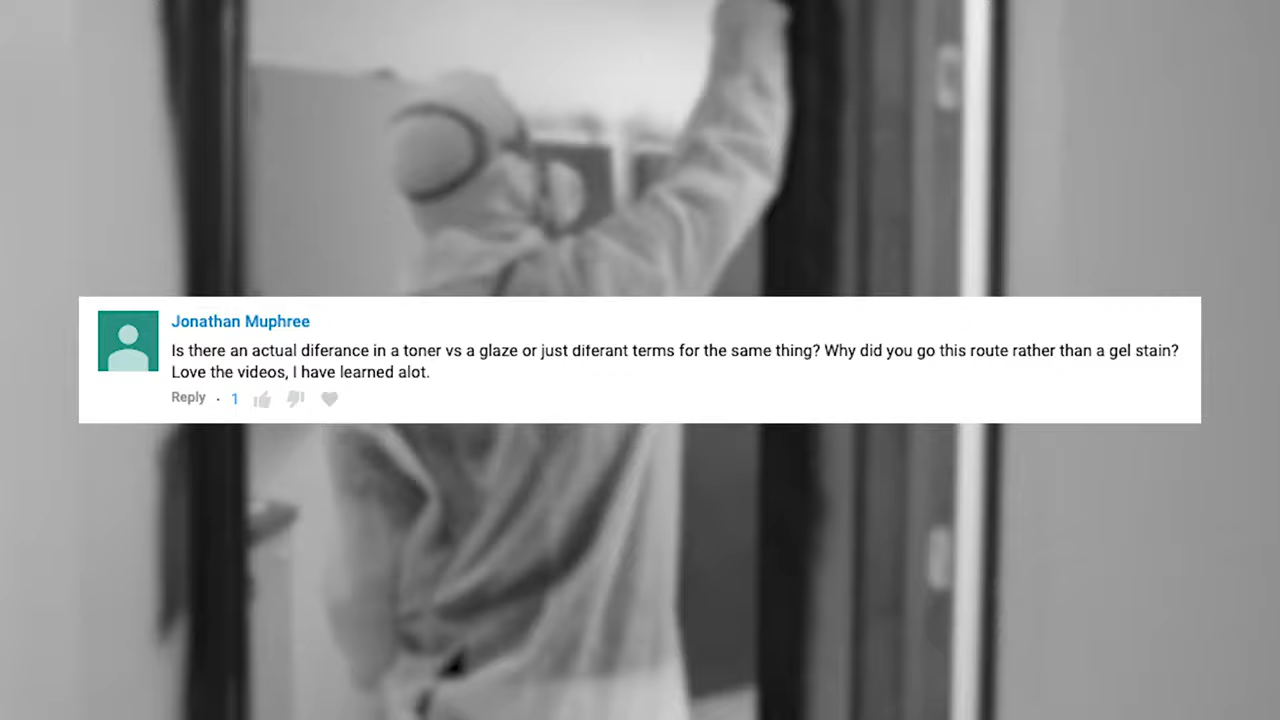 Jonathan Muphree
Is there an actual diferance in a toner vs a glaze or just diferant terms for the same thing? Why did you go this route rather than a gel stain?
Love the videos, I have learned alot.
Reply · 1